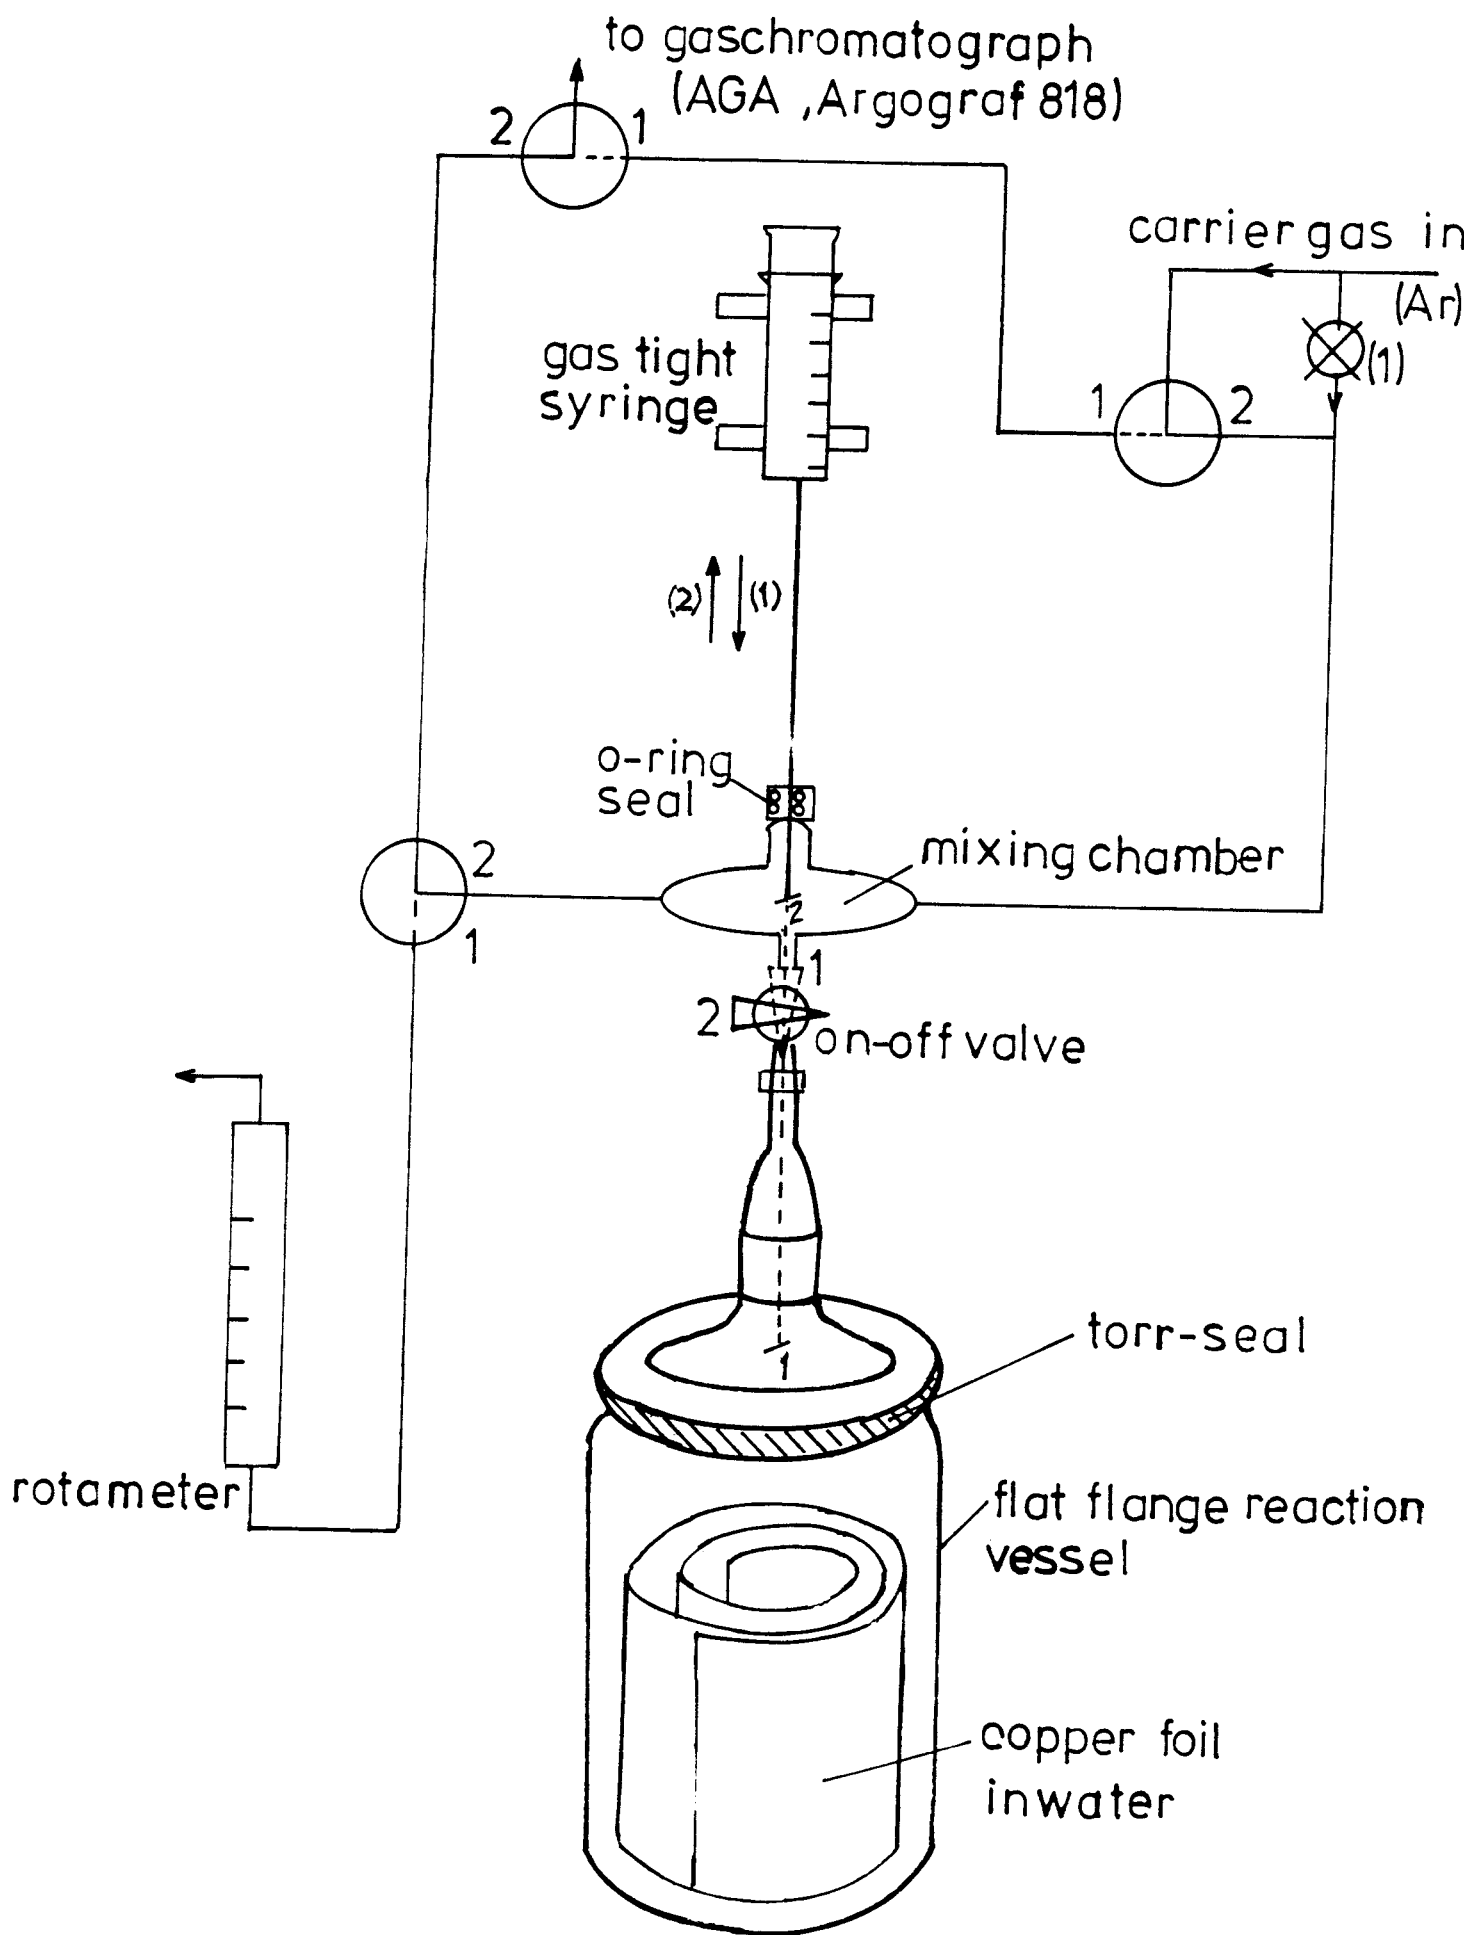 to gaschromatograph
(AGA , Argograf 818)
2
1
carrier gas in
(Ar)
(1)
1
2
gas tight
syringe
(2)
(1)
o-ring
seal
mixing chamber
2
1
2
1
2
on-off valve
torr-seal
1
rotameter
flat flange reaction
vessel
copper foil
in water